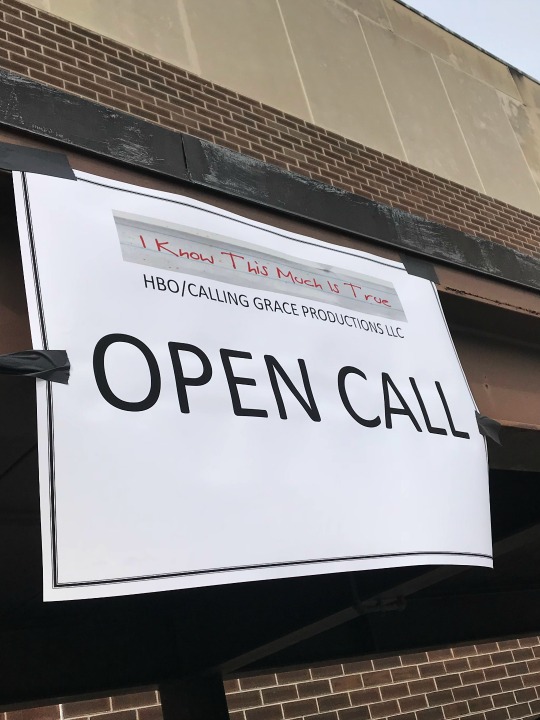 I Know This Much Is True
HBO/CALLING GRACE PRODUCTIONS LLC
OPEN CALL